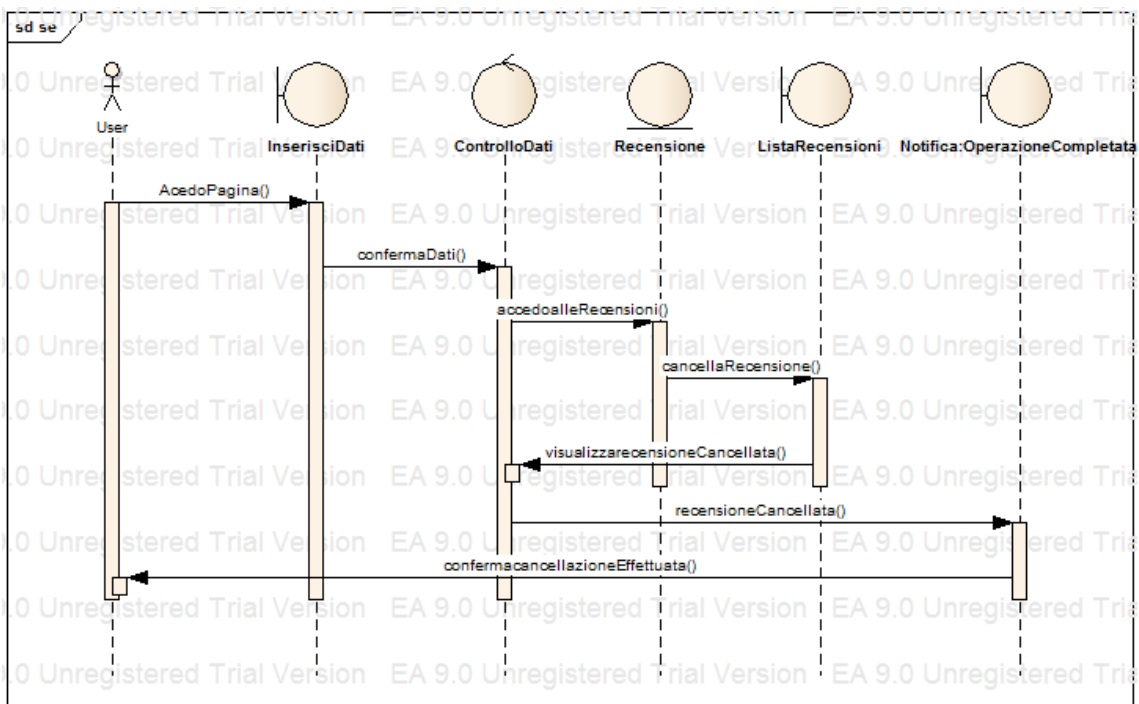 sd se
User
InserisciDati
ControlloDati
Recensione
ListaRecensioni
Notifica:OperazioneCompletata
AcedoPagina()
confermaDati()
accedoalleRecensioni()
cancellaRecensione()
visualizzarecensioneCancellata()
recensioneCancellata()
confermacancellazioneEffettuata()
EA 9.0 Unregistered Trial Version